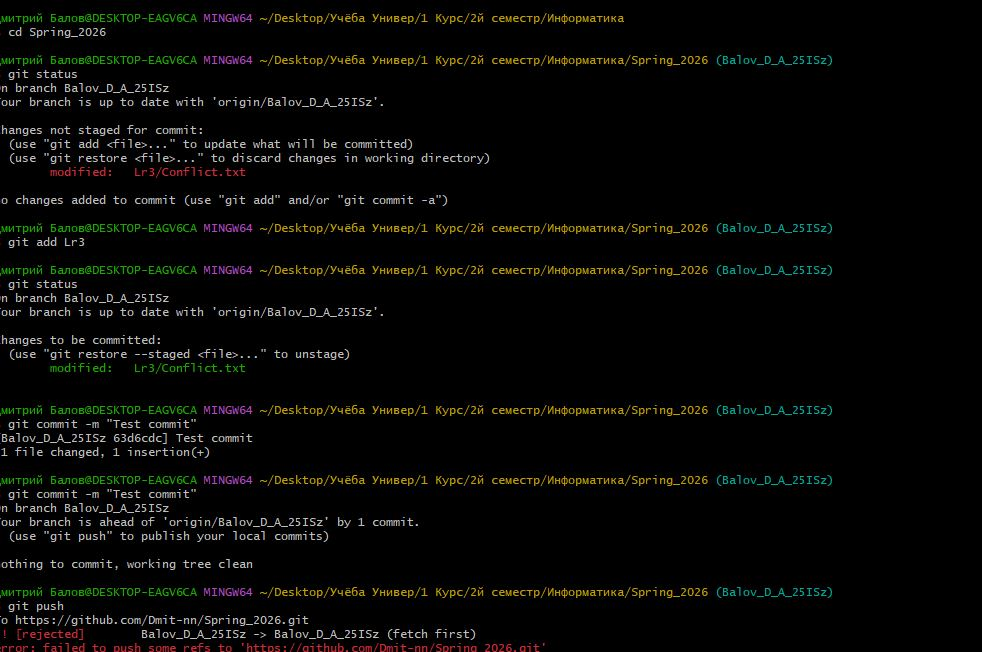 митрий Балов@DESKTOP-EAGV6CA MINGW64 ~/Desktop/Учёба Универ/1 Курс/2й семестр/Информатика
cd Spring_2026
митрий Балов@DESKTOP-EAGV6CA MINGW64 ~/Desktop/Учёба Универ/1 Курс/2й семестр/Информатика/Spring_2026 (Balov_D_A_25ISz)
git status
n branch Balov_D_A_25ISz
our branch is up to date with 'origin/Balov_D_A_25ISz'.
hanges not staged for commit:
(use "git add <file>..." to update what will be committed)
(use "git restore <file>..." to discard changes in working directory)
modified:   Lr3/Conflict.txt
o changes added to commit (use "git add" and/or "git commit -a")
митрий Балов@DESKTOP-EAGV6CA MINGW64 ~/Desktop/Учёба Универ/1 Курс/2й семестр/Информатика/Spring_2026 (Balov_D_A_25ISz)
git add Lr3
митрий Балов@DESKTOP-EAGV6CA MINGW64 ~/Desktop/Учёба Универ/1 Курс/2й семестр/Информатика/Spring_2026 (Balov_D_A_25ISz)
git status
n branch Balov_D_A_25ISz
our branch is up to date with 'origin/Balov_D_A_25ISz'.
hanges to be committed:
(use "git restore --staged <file>..." to unstage)
modified:   Lr3/Conflict.txt
митрий Балов@DESKTOP-EAGV6CA MINGW64 ~/Desktop/Учёба Универ/1 Курс/2й семестр/Информатика/Spring_2026 (Balov_D_A_25ISz)
git commit -m "Test commit"
Balov_D_A_25ISz 63d6cdc] Test commit
1 file changed, 1 insertion(+)
митрий Балов@DESKTOP-EAGV6CA MINGW64 ~/Desktop/Учёба Универ/1 Курс/2й семестр/Информатика/Spring_2026 (Balov_D_A_25ISz)
git commit -m "Test commit"
n branch Balov_D_A_25ISz
our branch is ahead of 'origin/Balov_D_A_25ISz' by 1 commit.
(use "git push" to publish your local commits)
othing to commit, working tree clean
митрий Балов@DESKTOP-EAGV6CA MINGW64 ~/Desktop/Учёба Универ/1 Курс/2й семестр/Информатика/Spring_2026 (Balov_D_A_25ISz)
git push
o https://github.com/Dmit-nn/Spring_2026.git
! [rejected]        Balov_D_A_25ISz -> Balov_D_A_25ISz (fetch first)
rror: failed to push some refs to 'https://github.com/Dmit-nn/Spring_2026.git'